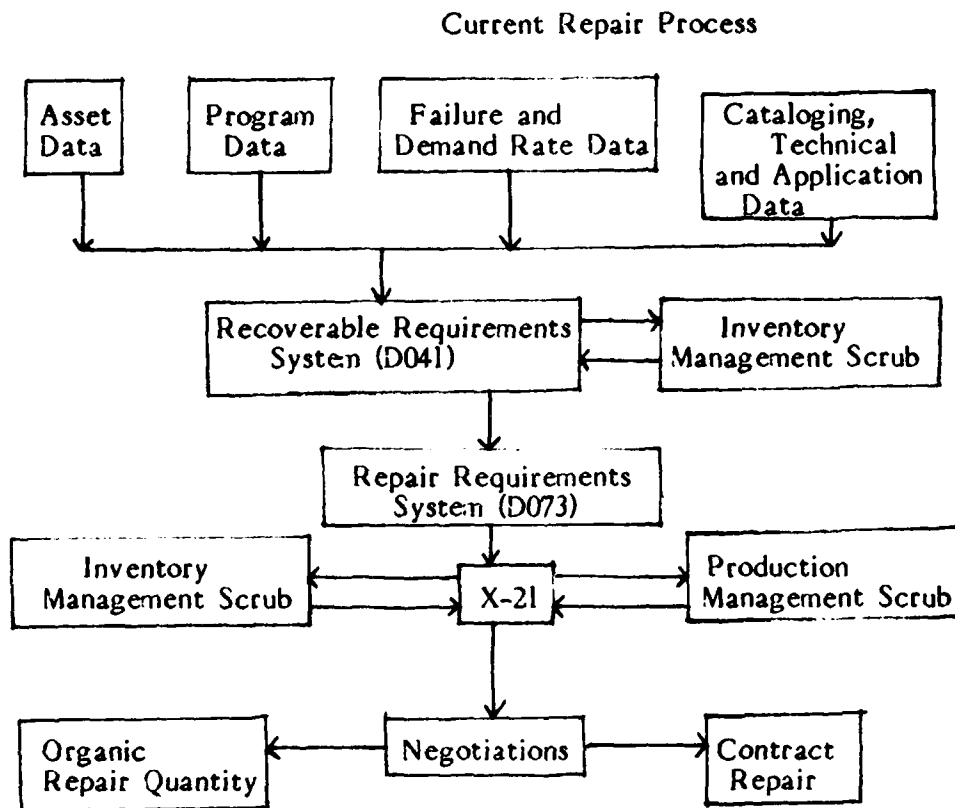 Current Repair Process
Asset
Data
Program
Data
Failure and
Demand Rate Data
Cataloging,
Technical
and Application
Data
Recoverable Requirements
System (D041)
Inventory
Management Scrub
Repair Requirements
System (D073)
Inventory
Management Scrub
X-21
Production
Management Scrub
Organic
Repair Quantity
Negotiations
Contract
Repair